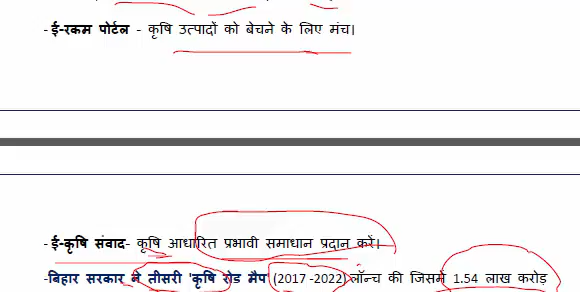 - ई-रकम पोर्टल - कृषि उत्पादों को बेचने के लिए मंच।
- ई-कृषि संवाद- कृषि आधारित प्रभावी समाधान प्रदान करें।
-बिहार सरकार ने तीसरी 'कृषि रोड मैप' (2017 -2022) लॉन्च की जिसमें 1.54 लाख करोड़